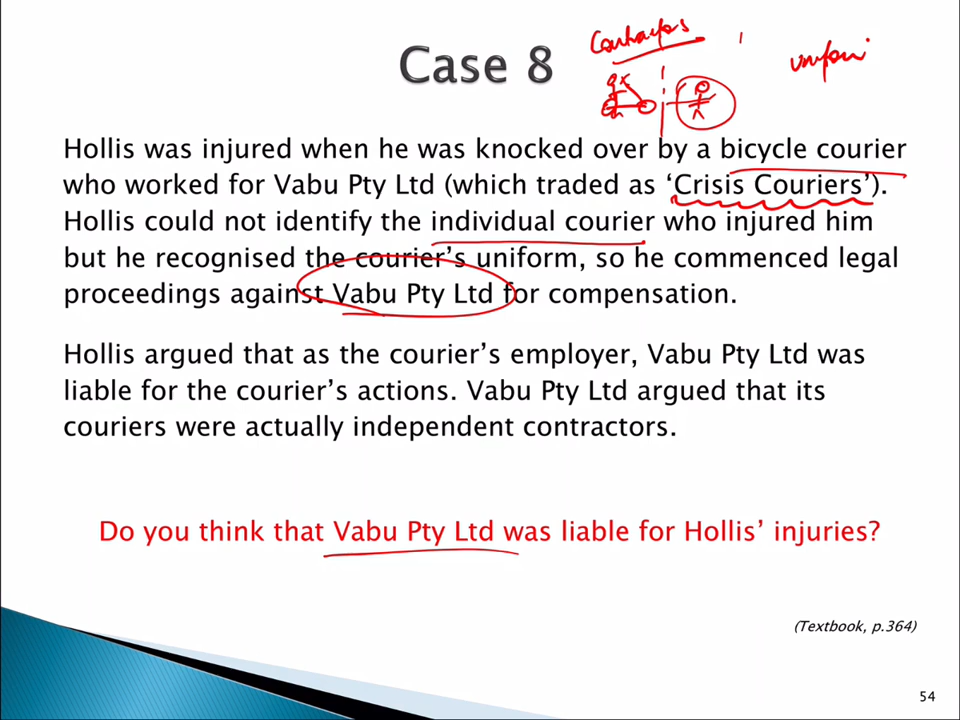 Case 8
Contractors
Hollis was injured when he was knocked over by a bicycle courier
who worked for Vabu Pty Ltd (which traded as ‘Crisis Couriers’).
Hollis could not identify the individual courier who injured him
but he recognised the courier’s uniform, so he commenced legal
proceedings against Vabu Pty Ltd for compensation.
Hollis argued that as the courier’s employer, Vabu Pty Ltd was
liable for the courier’s actions. Vabu Pty Ltd argued that its
couriers were actually independent contractors.
Do you think that Vabu Pty Ltd was liable for Hollis’ injuries?
(Textbook, p.364)
54